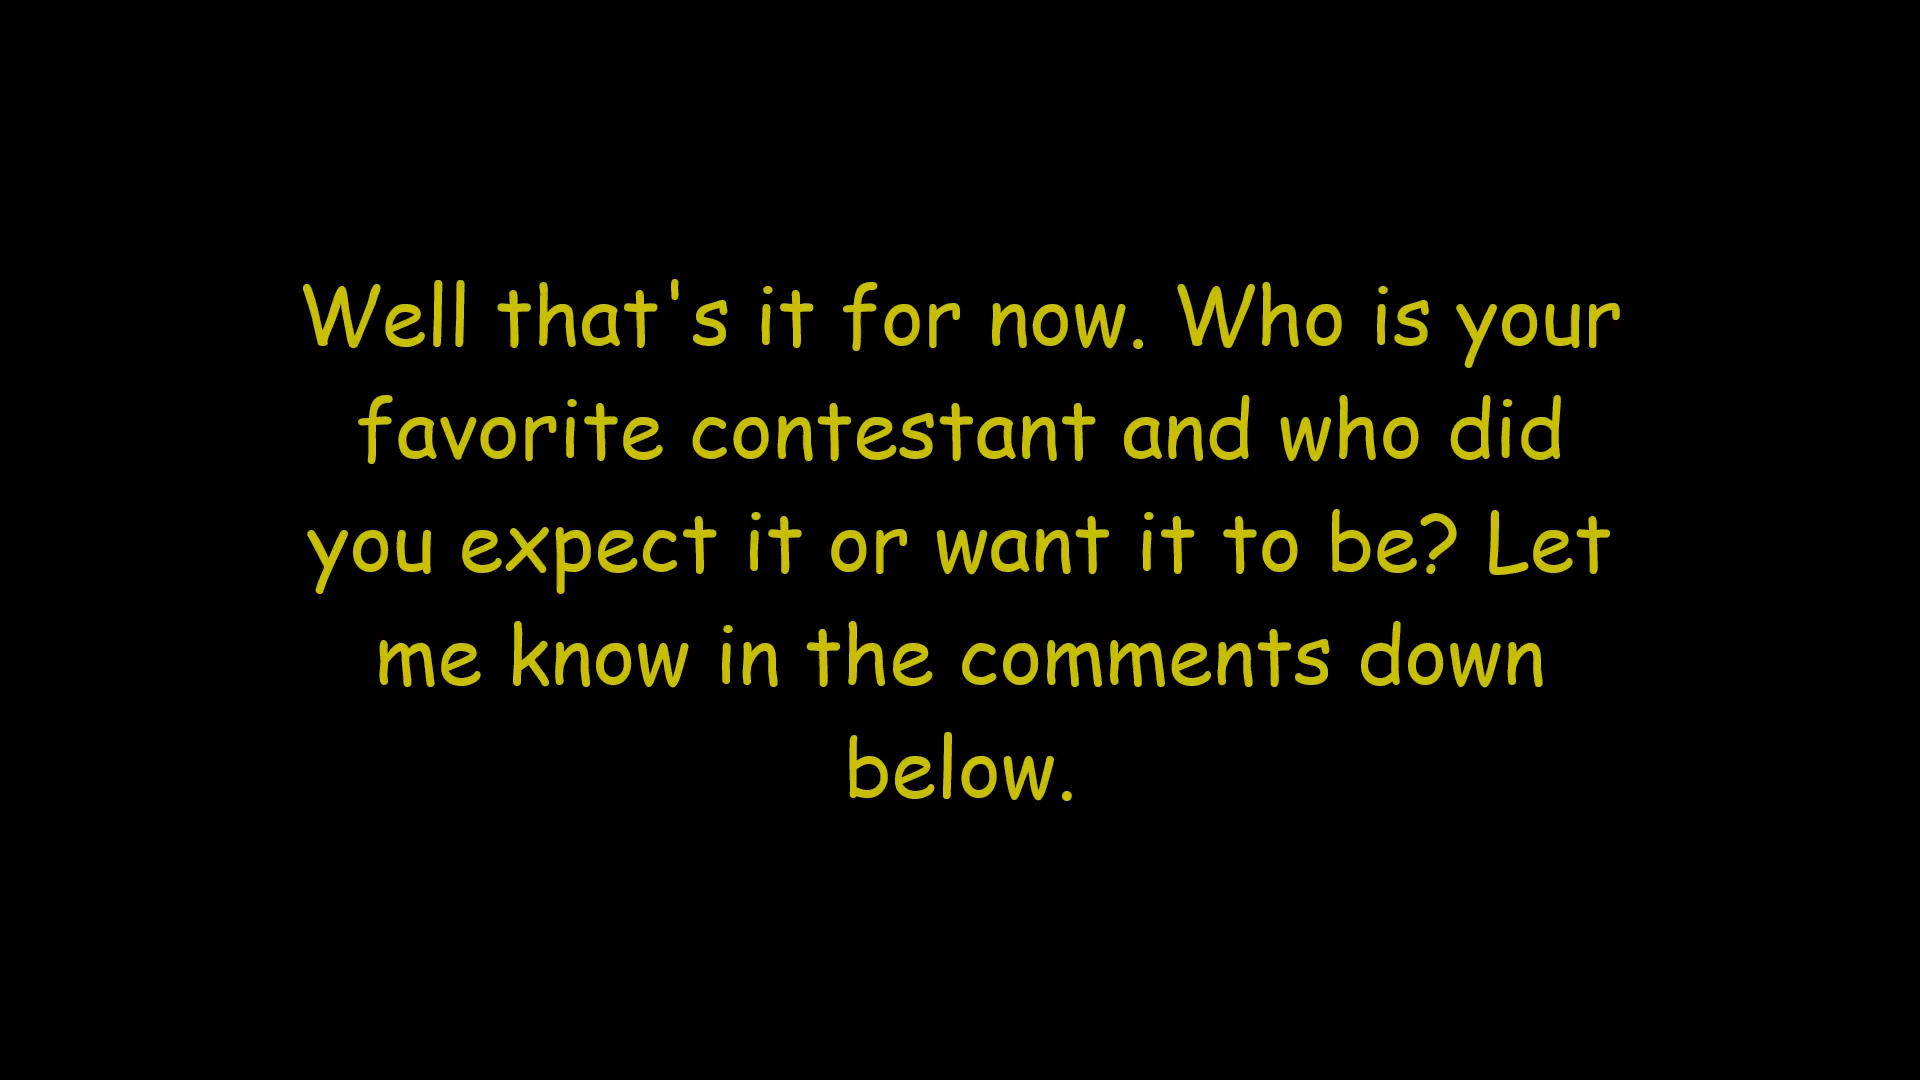 Well that's it for now. Who is your
favorite contestant and who did
you expect it or want it to be? Let
me know in the comments down
below.